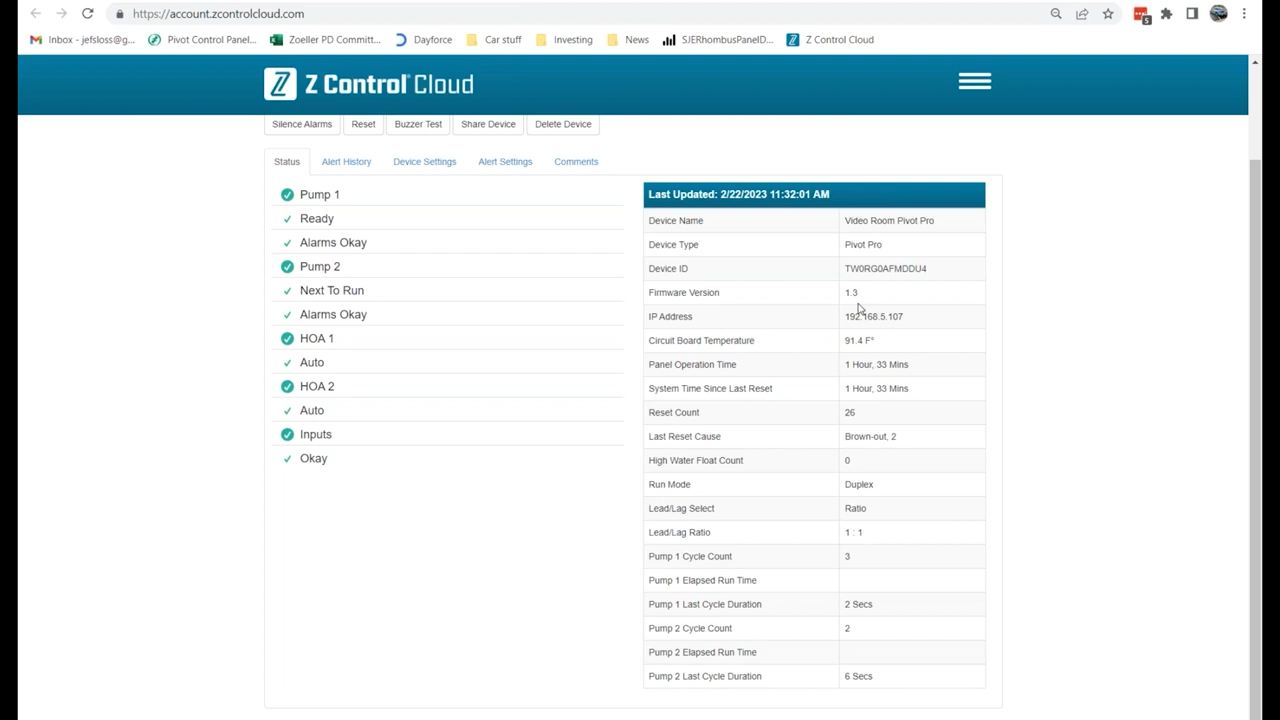 https://account.zcontrolcloud.com
5
Inbox - jefsloss@g...
Pivot Control Panel...
Zoeller PD Committ...
Dayforce
Car stuff
Investing
News
SJERhombusPanelD...
Z Control Cloud
Z Control® Cloud
Silence Alarms
Reset
Buzzer Test
Share Device
Delete Device
Status
Alert History
Device Settings
Alert Settings
Comments
Pump 1
Ready
Alarms Okay
Pump 2
Next To Run
Alarms Okay
HOA 1
Auto
HOA 2
Auto
Inputs
Okay
Last Updated: 2/22/2023 11:32:01 AM
Device Name Video Room Pivot Pro
Device Type Pivot Pro
Device ID TW0RG0AFMDDU4
Firmware Version 1.3
IP Address 192.168.5.107
Circuit Board Temperature 91.4 F°
Panel Operation Time 1 Hour, 33 Mins
System Time Since Last Reset 1 Hour, 33 Mins
Reset Count 26
Last Reset Cause Brown-out, 2
High Water Float Count 0
Run Mode Duplex
Lead/Lag Select Ratio
Lead/Lag Ratio 1 : 1
Pump 1 Cycle Count 3
Pump 1 Elapsed Run Time
Pump 1 Last Cycle Duration 2 Secs
Pump 2 Cycle Count 2
Pump 2 Elapsed Run Time
Pump 2 Last Cycle Duration 6 Secs